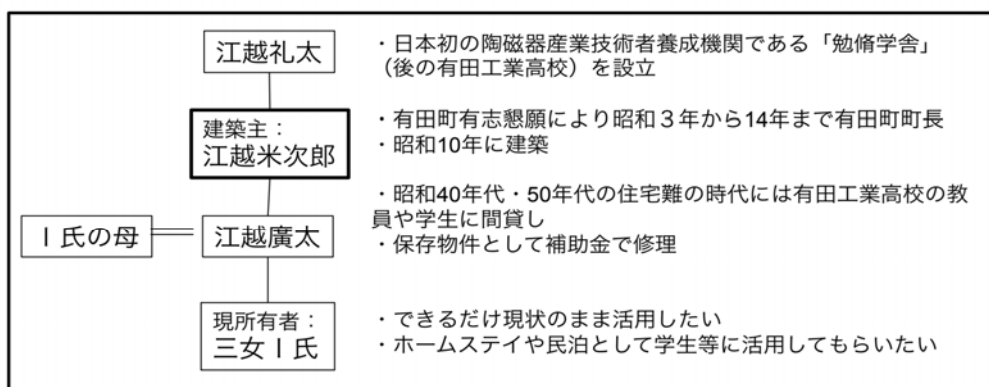 江越礼太
・日本初の陶磁器産業技術者養成機関である「勉脩学舎」
（後の有田工業高校）を設立
建築主：
江越米次郎
・有田町有志懇願により昭和３年から14年まで有田町町長
・昭和10年に建築
・昭和40年代・50年代の住宅難の時代には有田工業高校の教
員や学生に間貸し
・保存物件として補助金で修理
Ｉ氏の母
江越廣太
現所有者：
三女Ｉ氏
・できるだけ現状のまま活用したい
・ホームステイや民泊として学生等に活用してもらいたい